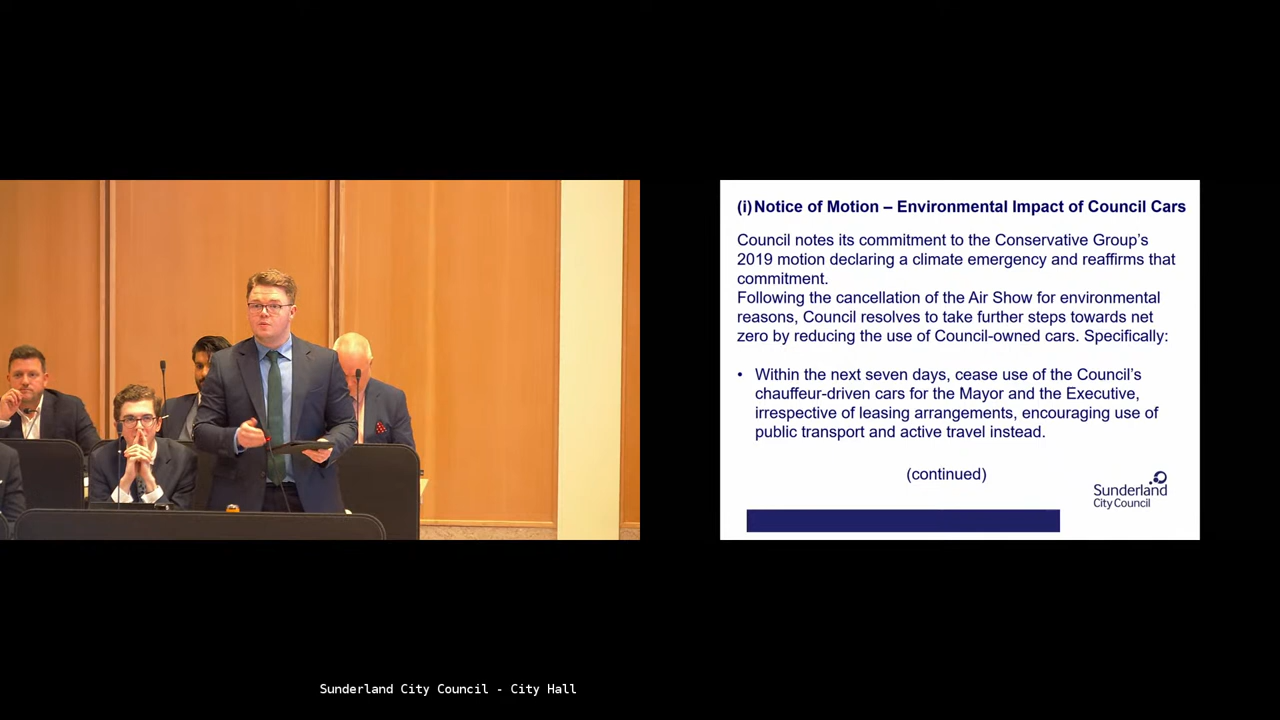 (i) Notice of Motion – Environmental Impact of Council Cars
Council notes its commitment to the Conservative Group's
2019 motion declaring a climate emergency and reaffirms that
commitment.
Following the cancellation of the Air Show for environmental
reasons, Council resolves to take further steps towards net
zero by reducing the use of Council-owned cars. Specifically:
• Within the next seven days, cease use of the Council's
chauffeur-driven cars for the Mayor and the Executive,
irrespective of leasing arrangements, encouraging use of
public transport and active travel instead.
(continued)
Sunderland
City Council
Sunderland City Council - City Hall